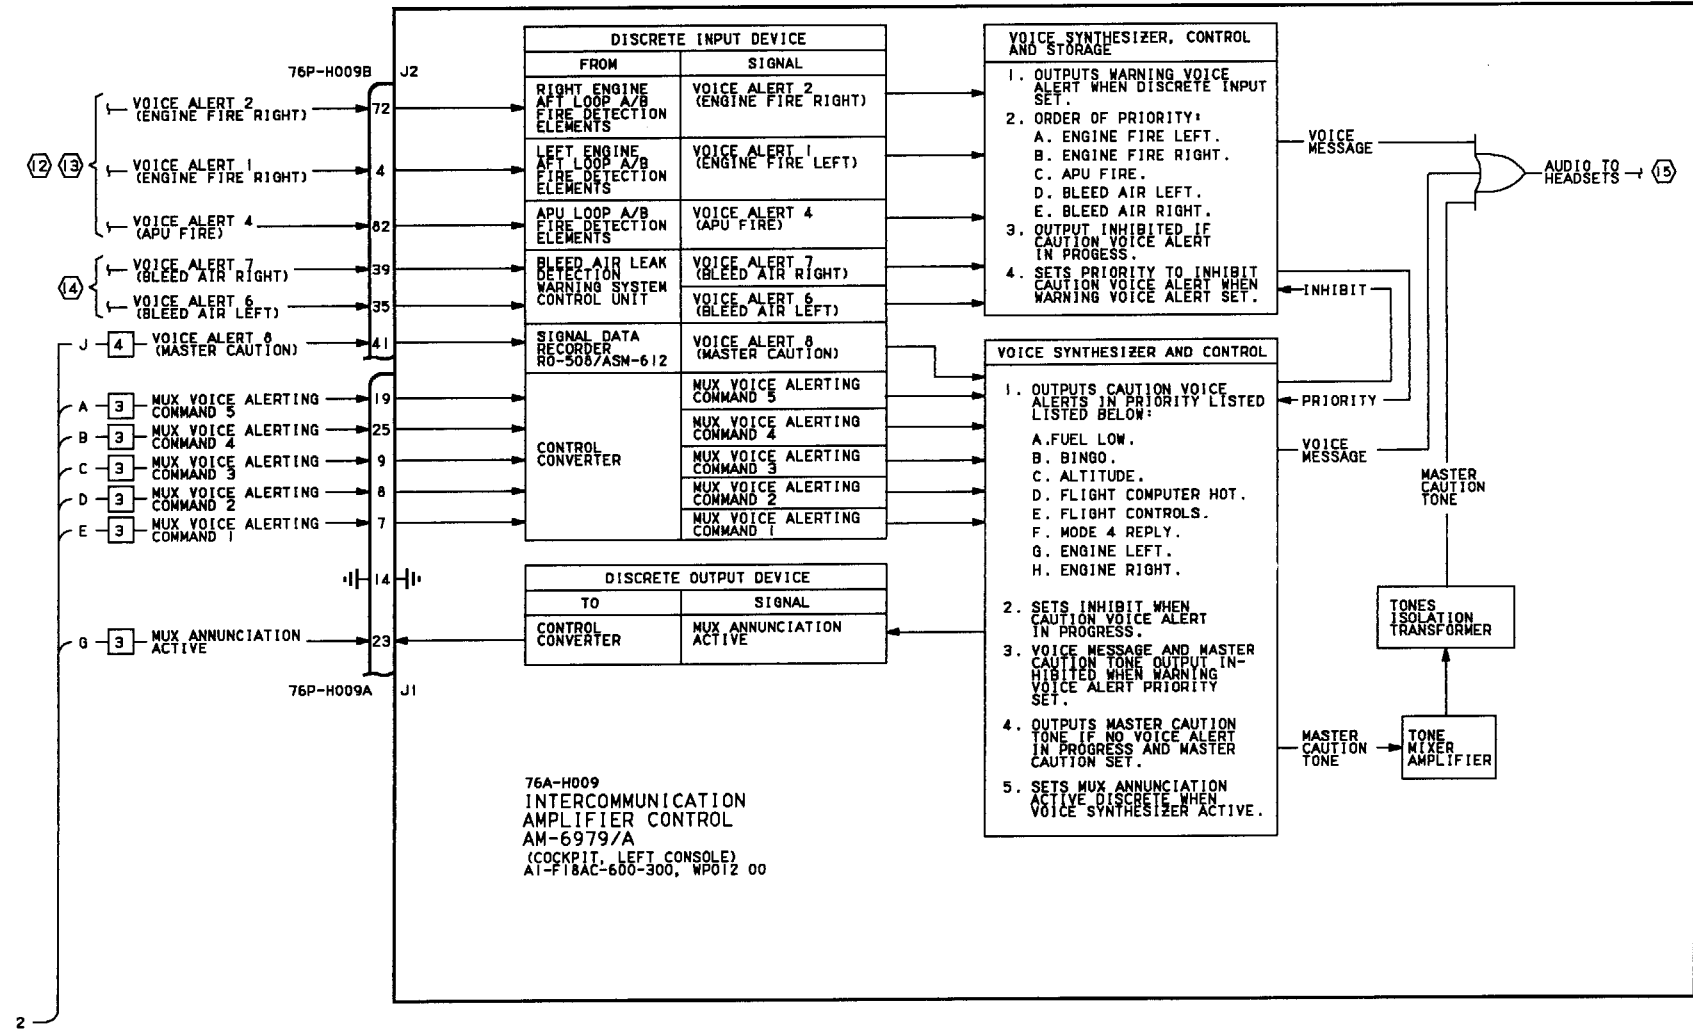 76P-H009B J2
VOICE ALERT 2
(ENGINE FIRE RIGHT)
72
12 13
VOICE ALERT 1
(ENGINE FIRE RIGHT)
4
VOICE ALERT 4
(APU FIRE)
82
VOICE ALERT 7
(BLEED AIR RIGHT)
39
14
VOICE ALERT 6
(BLEED AIR LEFT)
35
J 4 VOICE ALERT 8
(MASTER CAUTION)
41
A 3 MUX VOICE ALERTING
COMMAND 5
19
B 3 MUX VOICE ALERTING
COMMAND 4
25
C 3 MUX VOICE ALERTING
COMMAND 3
9
D 3 MUX VOICE ALERTING
COMMAND 2
8
E 3 MUX VOICE ALERTING
COMMAND 1
7
14
G 3 MUX ANNUNCIATION
ACTIVE
23
76P-H009A J1
2
DISCRETE INPUT DEVICE
FROM SIGNAL
RIGHT ENGINE
AFT LOOP A/B
FIRE DETECTION
ELEMENTS
VOICE ALERT 2
(ENGINE FIRE RIGHT)
LEFT ENGINE
AFT LOOP A/B
FIRE DETECTION
ELEMENTS
VOICE ALERT 1
(ENGINE FIRE LEFT)
APU LOOP A/B
FIRE DETECTION
ELEMENTS
VOICE ALERT 4
(APU FIRE)
BLEED AIR LEAK
DETECTION
WARNING SYSTEM
CONTROL UNIT
VOICE ALERT 7
(BLEED AIR RIGHT)
VOICE ALERT 6
(BLEED AIR LEFT)
SIGNAL DATA
RECORDER
RO-508/ASM-612
VOICE ALERT 8
(MASTER CAUTION)
CONTROL
CONVERTER
MUX VOICE ALERTING
COMMAND 5
MUX VOICE ALERTING
COMMAND 4
MUX VOICE ALERTING
COMMAND 3
MUX VOICE ALERTING
COMMAND 2
MUX VOICE ALERTING
COMMAND 1
DISCRETE OUTPUT DEVICE
TO SIGNAL
CONTROL
CONVERTER
MUX ANNUNCIATION
ACTIVE
76A-H009
INTERCOMMUNICATION
AMPLIFIER CONTROL
AM-6979/A
(COCKPIT, LEFT CONSOLE)
A1-F18AC-600-300, WP012 00
VOICE SYNTHESIZER, CONTROL
AND STORAGE
1. OUTPUTS WARNING VOICE
ALERT WHEN DISCRETE INPUT
SET.
2. ORDER OF PRIORITY:
A. ENGINE FIRE LEFT.
B. ENGINE FIRE RIGHT.
C. APU FIRE.
D. BLEED AIR LEFT.
E. BLEED AIR RIGHT.
3. OUTPUT INHIBITED IF
CAUTION VOICE ALERT
IN PROGESS.
4. SETS PRIORITY TO INHIBIT
CAUTION VOICE ALERT WHEN
WARNING VOICE ALERT SET.
VOICE SYNTHESIZER AND CONTROL
1. OUTPUTS CAUTION VOICE
ALERTS IN PRIORITY LISTED
LISTED BELOW:
A.FUEL LOW.
B. BINGO.
C. ALTITUDE.
D. FLIGHT COMPUTER HOT.
E. FLIGHT CONTROLS.
F. MODE 4 REPLY.
G. ENGINE LEFT.
H. ENGINE RIGHT.
2. SETS INHIBIT WHEN
CAUTION VOICE ALERT
IN PROGRESS.
3. VOICE MESSAGE AND MASTER
CAUTION TONE OUTPUT IN-
HIBITED WHEN WARNING
VOICE ALERT PRIORITY
SET.
4. OUTPUTS MASTER CAUTION
TONE IF NO VOICE ALERT
IN PROGRESS AND MASTER
CAUTION SET.
5. SETS MUX ANNUNCIATION
ACTIVE DISCRETE WHEN
VOICE SYNTHESIZER ACTIVE.
VOICE
MESSAGE
INHIBIT
PRIORITY
VOICE
MESSAGE
MASTER
CAUTION
TONE
AUDIO TO
HEADSETS
15
MASTER
CAUTION
TONE
TONES
ISOLATION
TRANSFORMER
TONE
MIXER
AMPLIFIER